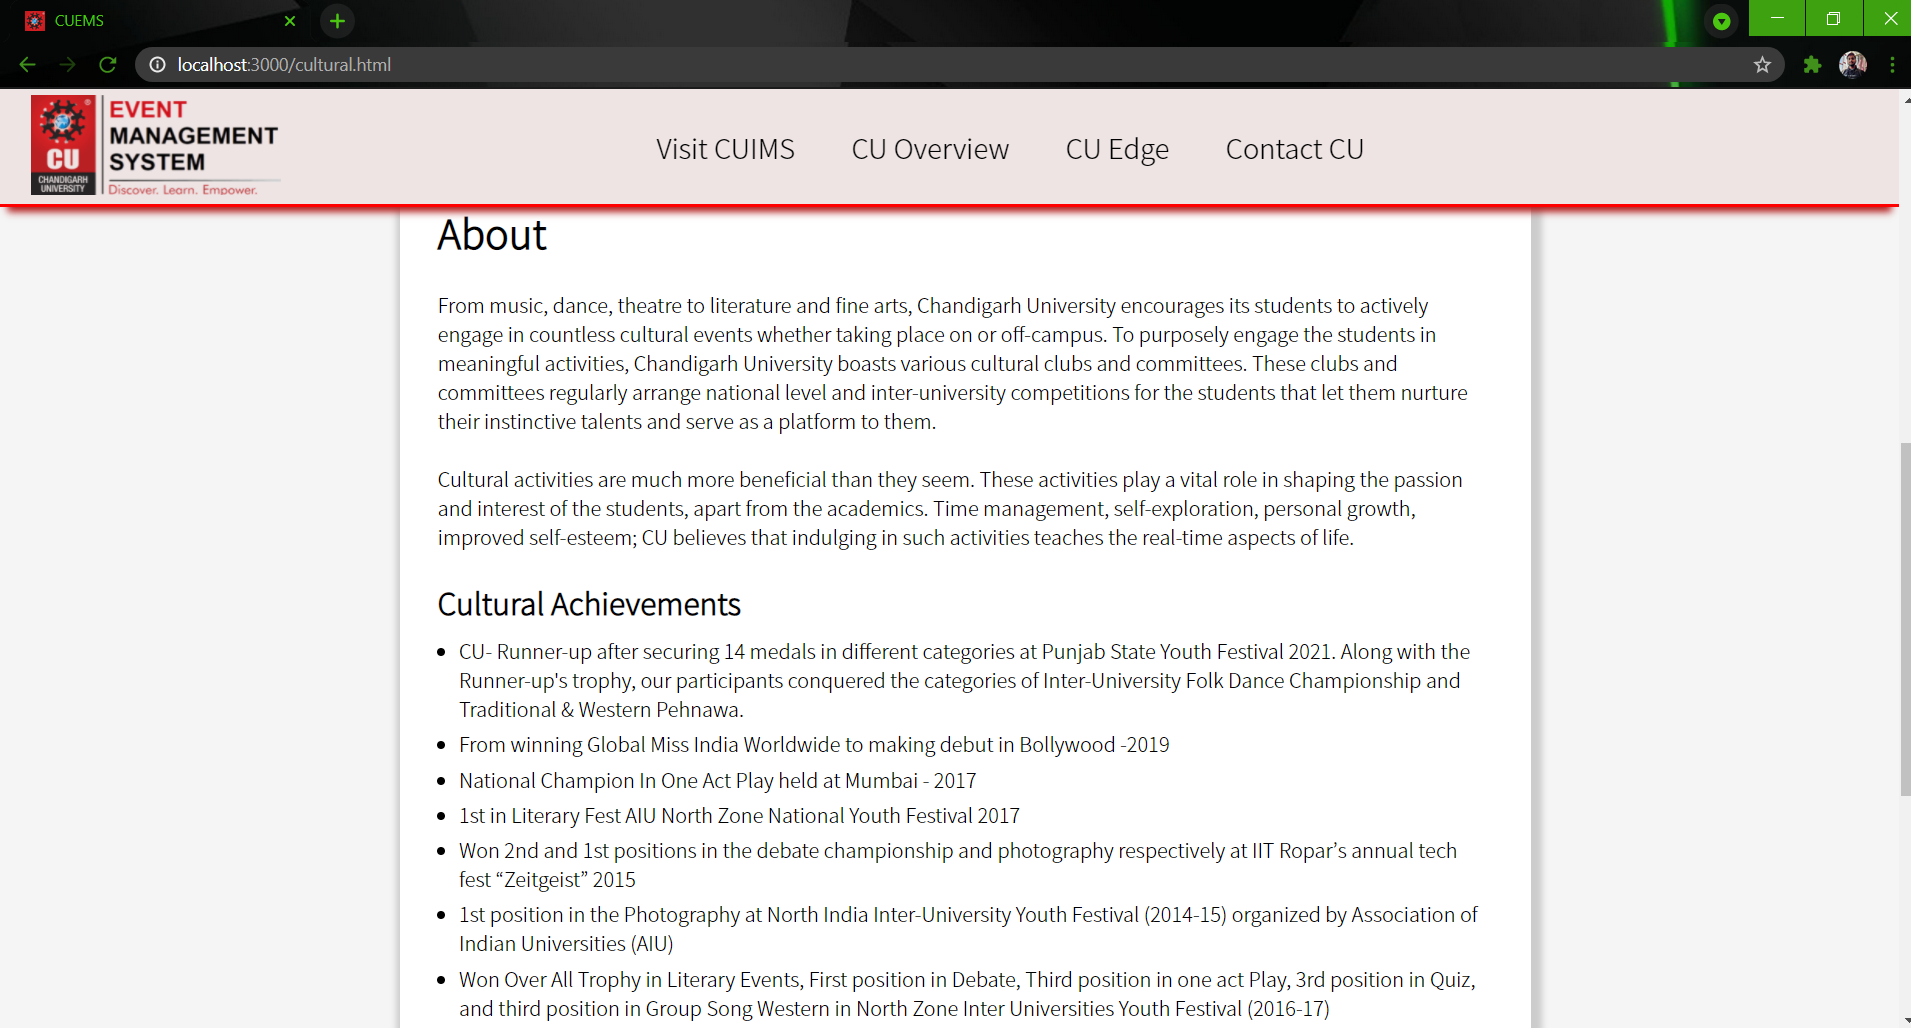 CUEMS
localhost:3000/cultural.html
CU
CHANDIGARH
UNIVERSITY
EVENT
MANAGEMENT
SYSTEM
Discover. Learn. Empower.
Visit CUIMS CU Overview CU Edge Contact CU
About
From music, dance, theatre to literature and fine arts, Chandigarh University encourages its students to actively
engage in countless cultural events whether taking place on or off-campus. To purposely engage the students in
meaningful activities, Chandigarh University boasts various cultural clubs and committees. These clubs and
committees regularly arrange national level and inter-university competitions for the students that let them nurture
their instinctive talents and serve as a platform to them.
Cultural activities are much more beneficial than they seem. These activities play a vital role in shaping the passion
and interest of the students, apart from the academics. Time management, self-exploration, personal growth,
improved self-esteem; CU believes that indulging in such activities teaches the real-time aspects of life.
Cultural Achievements
• CU- Runner-up after securing 14 medals in different categories at Punjab State Youth Festival 2021. Along with the
Runner-up's trophy, our participants conquered the categories of Inter-University Folk Dance Championship and
Traditional & Western Pehnawa.
• From winning Global Miss India Worldwide to making debut in Bollywood -2019
• National Champion In One Act Play held at Mumbai - 2017
• 1st in Literary Fest AIU North Zone National Youth Festival 2017
• Won 2nd and 1st positions in the debate championship and photography respectively at IIT Ropar’s annual tech
fest “Zeitgeist” 2015
• 1st position in the Photography at North India Inter-University Youth Festival (2014-15) organized by Association of
Indian Universities (AIU)
• Won Over All Trophy in Literary Events, First position in Debate, Third position in one act Play, 3rd position in Quiz,
and third position in Group Song Western in North Zone Inter Universities Youth Festival (2016-17)